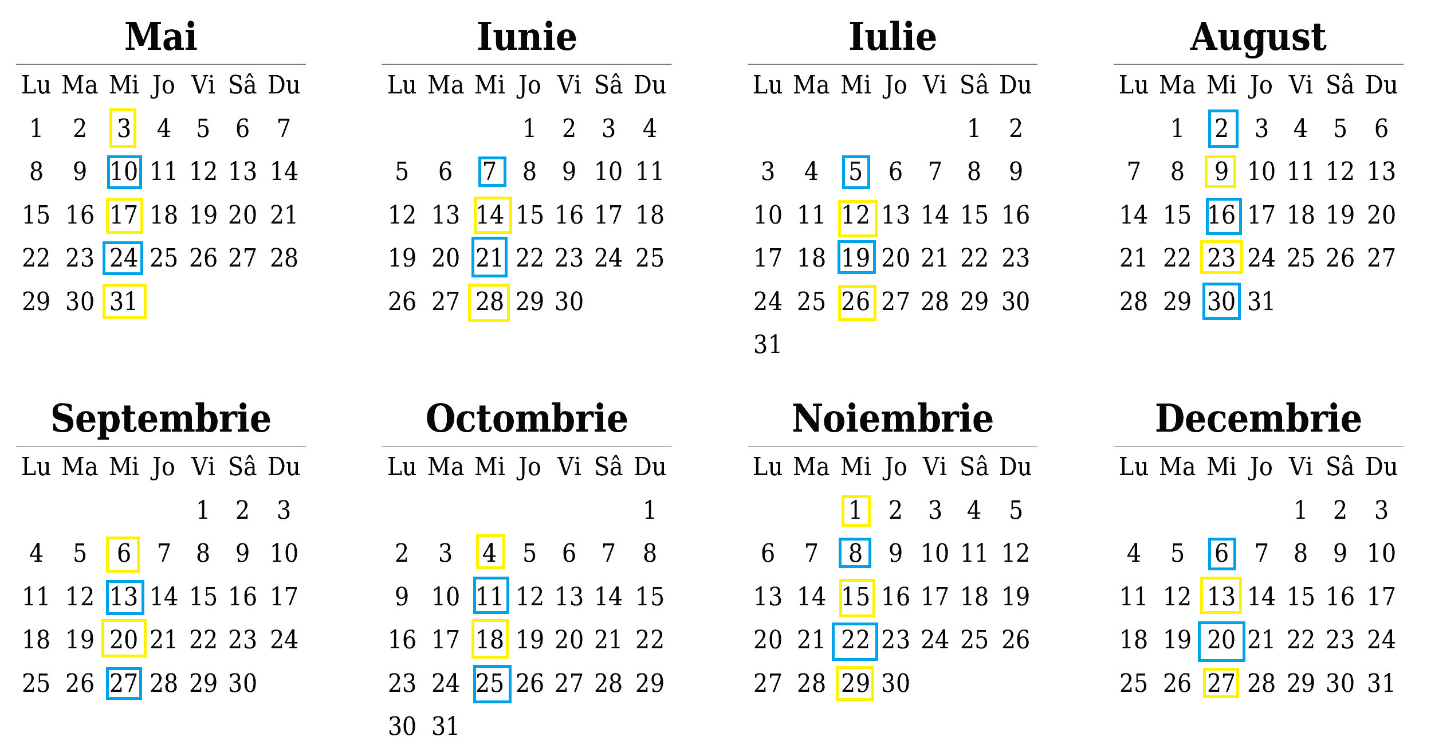 Mai
Lu Ma Mi Jo Vi Sâ Du
1 2 3 4 5 6 7
8 9 10 11 12 13 14
15 16 17 18 19 20 21
22 23 24 25 26 27 28
29 30 31
Iunie
Lu Ma Mi Jo Vi Sâ Du
1 2 3 4
5 6 7 8 9 10 11
12 13 14 15 16 17 18
19 20 21 22 23 24 25
26 27 28 29 30
Iulie
Lu Ma Mi Jo Vi Sâ Du
1 2
3 4 5 6 7 8 9
10 11 12 13 14 15 16
17 18 19 20 21 22 23
24 25 26 27 28 29 30
31
August
Lu Ma Mi Jo Vi Sâ Du
1 2 3 4 5 6
7 8 9 10 11 12 13
14 15 16 17 18 19 20
21 22 23 24 25 26 27
28 29 30 31
Septembrie
Lu Ma Mi Jo Vi Sâ Du
1 2 3
4 5 6 7 8 9 10
11 12 13 14 15 16 17
18 19 20 21 22 23 24
25 26 27 28 29 30
Octombrie
Lu Ma Mi Jo Vi Sâ Du
1
2 3 4 5 6 7 8
9 10 11 12 13 14 15
16 17 18 19 20 21 22
23 24 25 26 27 28 29
30 31
Noiembrie
Lu Ma Mi Jo Vi Sâ Du
1 2 3 4 5
6 7 8 9 10 11 12
13 14 15 16 17 18 19
20 21 22 23 24 25 26
27 28 29 30
Decembrie
Lu Ma Mi Jo Vi Sâ Du
1 2 3
4 5 6 7 8 9 10
11 12 13 14 15 16 17
18 19 20 21 22 23 24
25 26 27 28 29 30 31